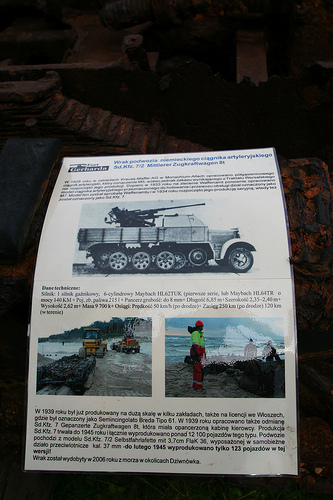 Fort Gerharda
Wrak podwozia niemieckiego ciągnika artyleryjskiego
Sd.Kfz. 7/2 Mittlerer Zugkraftwagen 8t
Dane techniczne:
Silnik: 1 silnik gaźnikowy, 6-cylindrowy Maybach HL62TUK (pierwsze serie), lub Maybach HL64TR o
mocy 140 KM • Poj. zb. paliwa 215 l • Pancerz grubość: do 8 mm• Długość 6,85 m• Szerokość 2,35-2,40 m•
Wysokość 2,62 m• Masa 9 700 k• Osiągi: Prędkość 50 km/h (po drodze)• Zasięg 250 km (po drodze) 120 km
(w terenie)
W 1939 roku był już produkowany na dużą skalę w kilku zakładach, także na licencji we Włoszech,
gdzie był oznaczony jako Semincingolato Breda Tipo 61. W 1939 roku opracowano także odmianę
Sd.Kfz. 7 Gepanzerte Zugkraftwagen 8t, która miała opancerzoną kabinę kierowcy. Produkcja
Sd.Kfz. 7 trwała do 1945 roku i łącznie wyprodukowano ponad 12 100 pojazdów tego typu. Podwozie
pochodzi z modelu Sd.Kfz. 7/2 Selbstfahrlafette mit 3,7cm FlaK 36, wyposażonej w samobieżne
działo przeciwlotnicze kal. 37 mm -do lutego 1945 wyprodukowano tylko 123 pojazdów w tej
wersji!
Wrak został wydobyty w 2006 roku z morza w okolicach Dziwnówka.